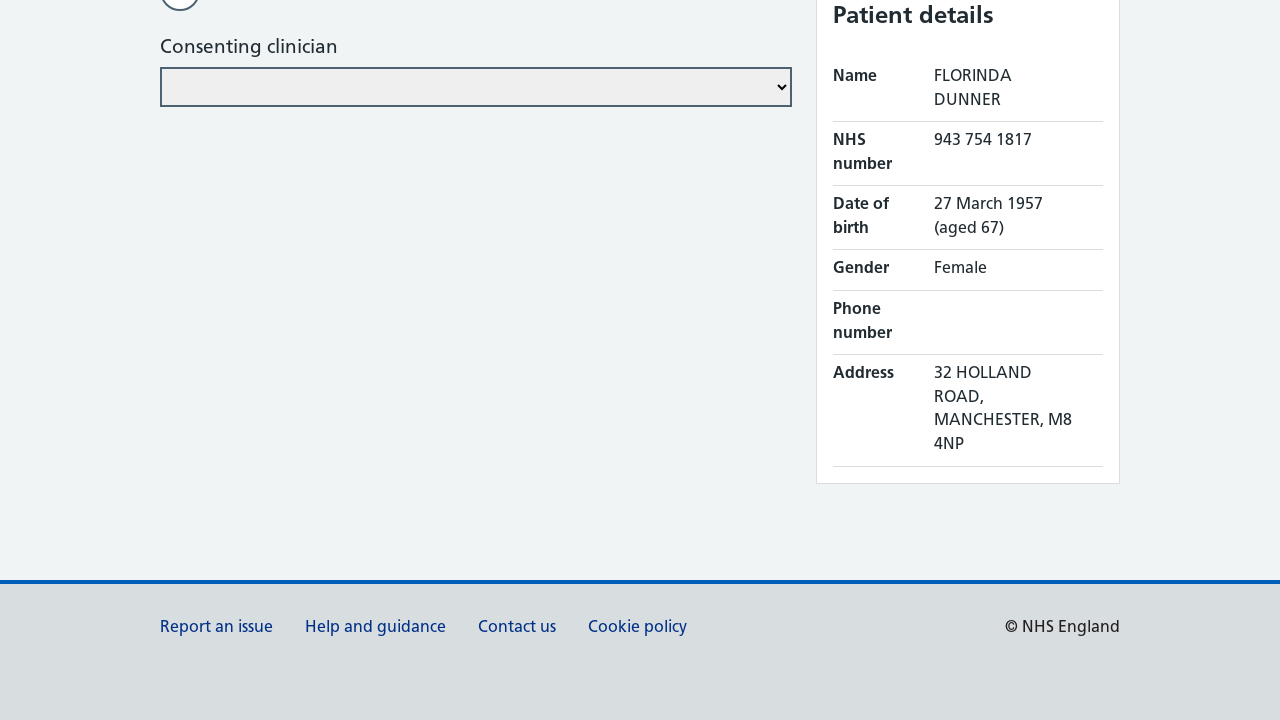 Consenting clinician
Patient details
Name
FLORINDA
DUNNER
NHS
number
943 754 1817
Date of
birth
27 March 1957
(aged 67)
Gender
Female
Phone
number
Address
32 HOLLAND
ROAD,
MANCHESTER, M8
4NP
Report an issue
Help and guidance
Contact us
Cookie policy
© NHS England